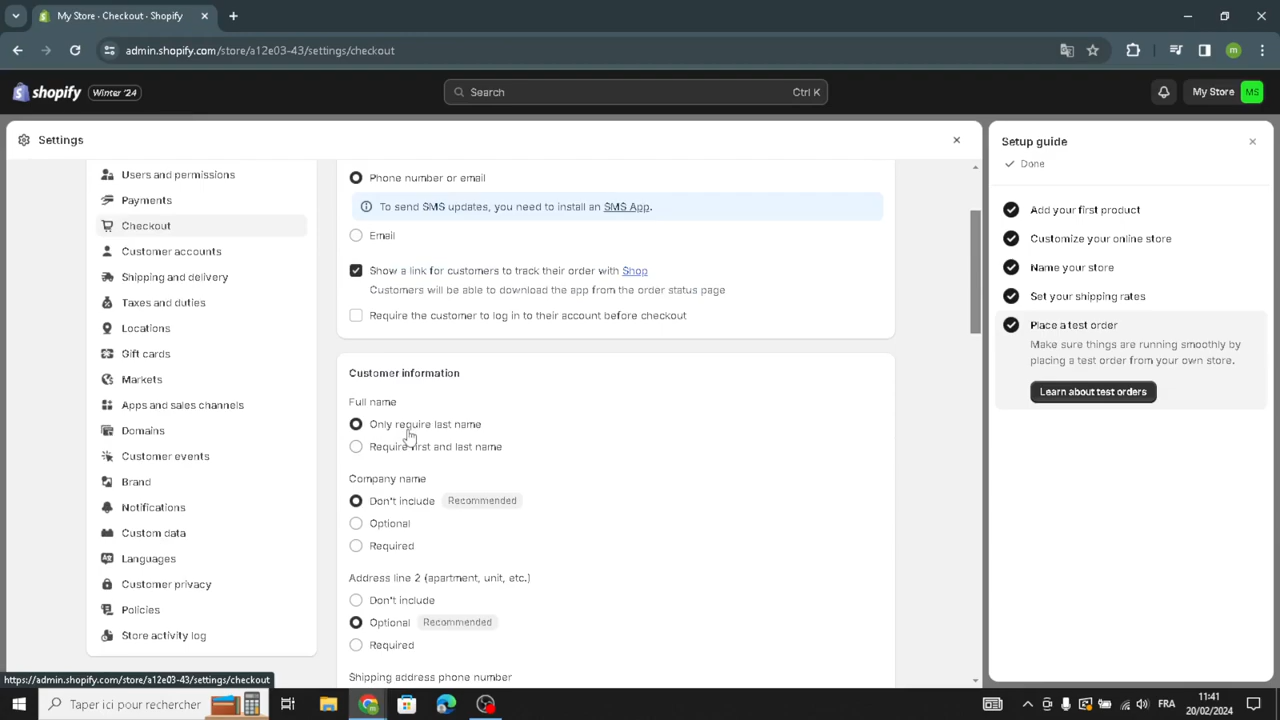 My Store · Checkout · Shopify
admin.shopify.com/store/a12e03-43/settings/checkout
shopify
Winter '24
Search
Ctrl K
My Store
MS
Settings
Users and permissions
Payments
Checkout
Customer accounts
Shipping and delivery
Taxes and duties
Locations
Gift cards
Markets
Apps and sales channels
Domains
Customer events
Brand
Notifications
Custom data
Languages
Customer privacy
Policies
Store activity log
Phone number or email
To send SMS updates, you need to install an SMS App.
Email
Show a link for customers to track their order with Shop
Customers will be able to download the app from the order status page
Require the customer to log in to their account before checkout
Customer information
Full name
Only require last name
Require first and last name
Company name
Don't include Recommended
Optional
Required
Address line 2 (apartment, unit, etc.)
Don't include
Optional Recommended
Required
Shipping address phone number
Setup guide
Done
Add your first product
Customize your online store
Name your store
Set your shipping rates
Place a test order
Make sure things are running smoothly by
placing a test order from your own store.
Learn about test orders
https://admin.shopify.com/store/a12e03-43/settings/checkout
Taper ici pour rechercher
FRA
11:41
20/02/2024